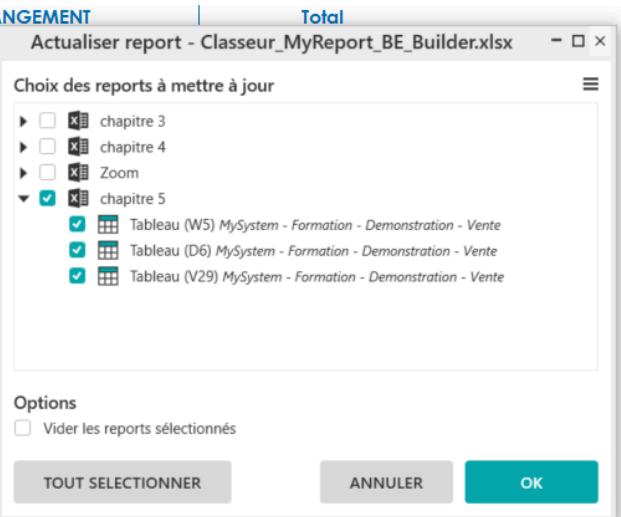 ANGEMENT Total
Actualiser report - Classeur_MyReport_BE_Builder.xlsx
Choix des reports à mettre à jour
chapitre 3
chapitre 4
Zoom
chapitre 5
Tableau (W5) MySystem - Formation - Demonstration - Vente
Tableau (D6) MySystem - Formation - Demonstration - Vente
Tableau (V29) MySystem - Formation - Demonstration - Vente
Options
Vider les reports sélectionnés
TOUT SELECTIONNER ANNULER OK